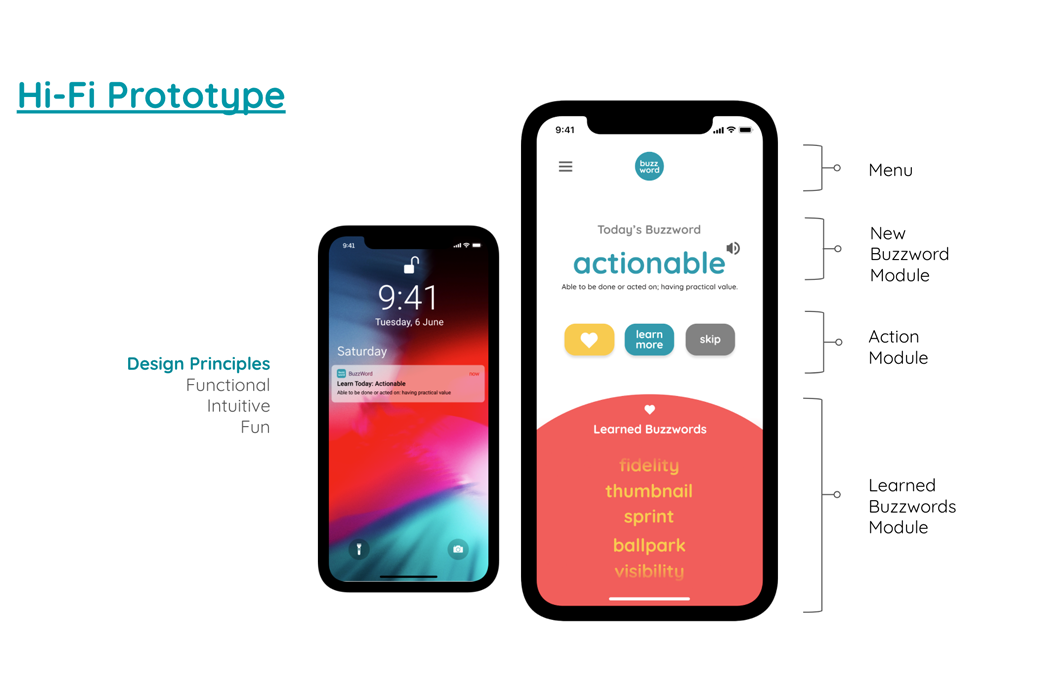 Hi-Fi Prototype
Design Principles
Functional
Intuitive
Fun
9:41
9:41
Tuesday, 6 June
Saturday
BuzzWord
now
Learn Today: Actionable
Able to be done or acted on: having practical value
9:41
buzz
word
Today's Buzzword
actionable
Able to be done or acted on; having practical value.
learn
more
skip
Learned Buzzwords
fidelity
thumbnail
sprint
ballpark
visibility
Menu
New
Buzzword
Module
Action
Module
Learned
Buzzwords
Module